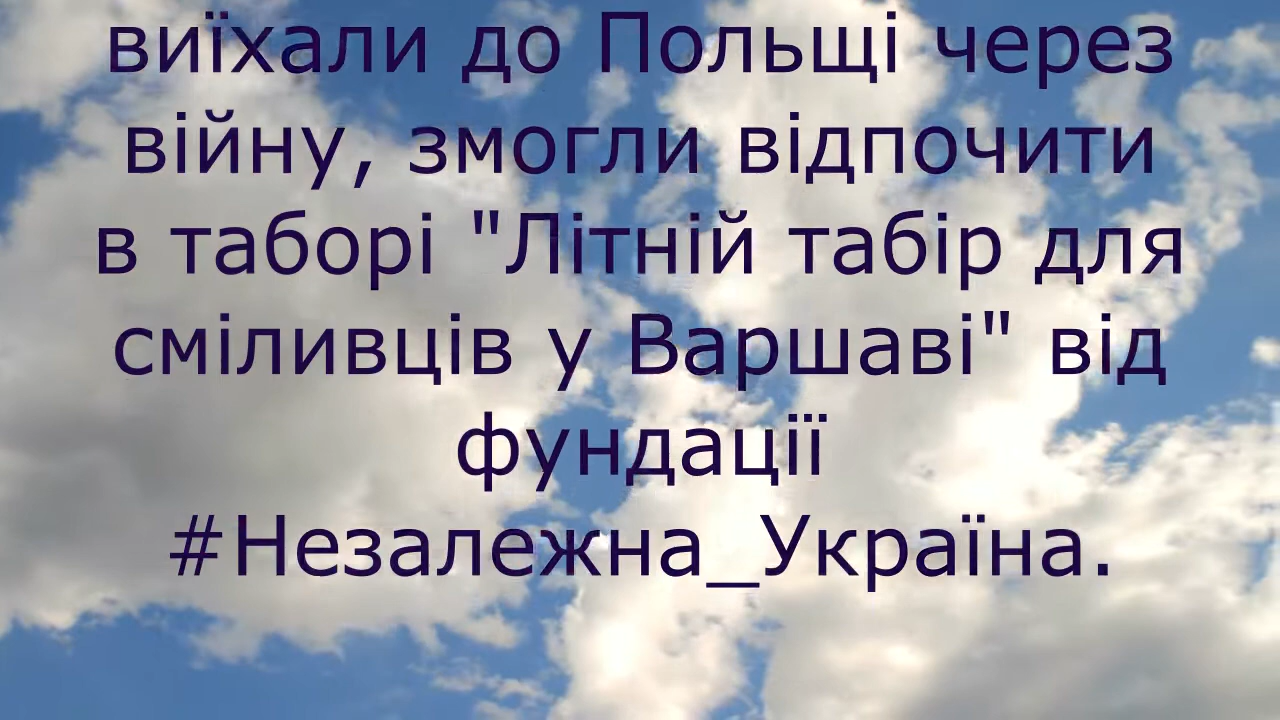 виїхали до Польщі через
війну, змогли відпочити
в таборі "Літній табір для
сміливців у Варшаві" від
фундації
#Незалежна_Україна.